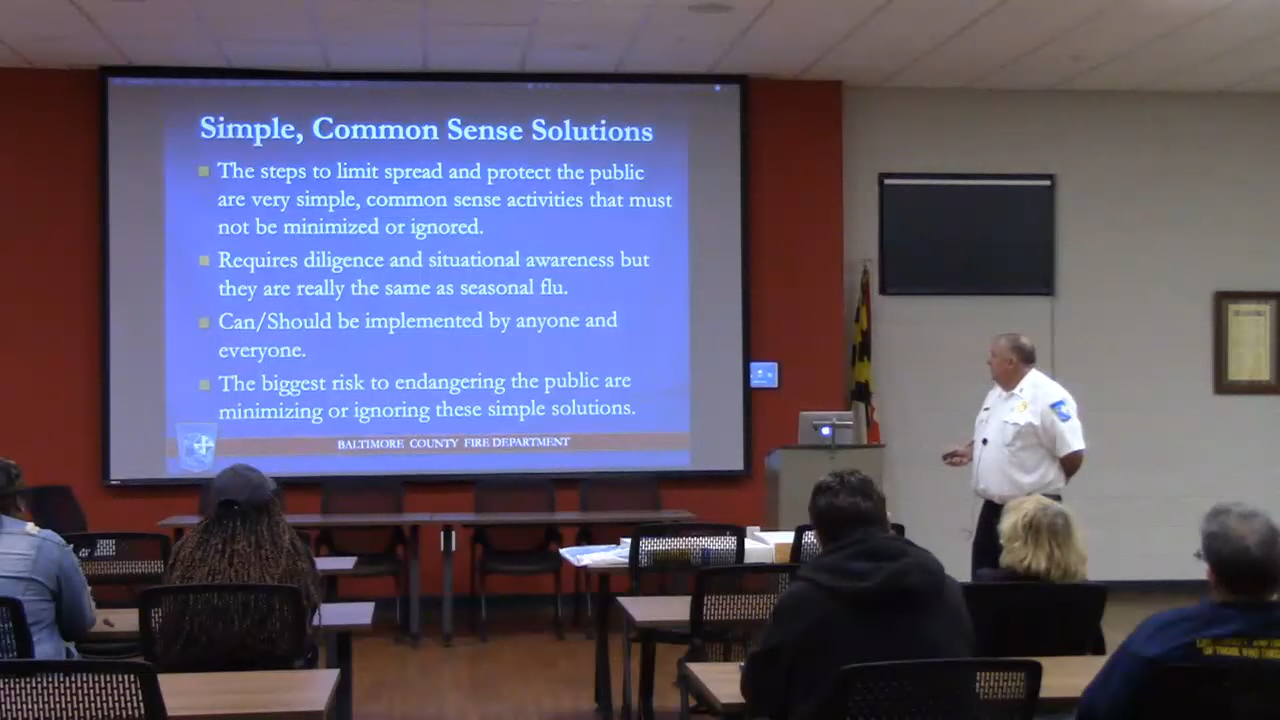 Simple, Common Sense Solutions
The steps to limit spread and protect the public
are very simple, common sense activities that must
not be minimized or ignored.
Requires diligence and situational awareness but
they are really the same as seasonal flu.
Can/Should be implemented by anyone and
everyone.
The biggest risk to endangering the public are
minimizing or ignoring these simple solutions.
BALTIMORE COUNTY FIRE DEPARTMENT
OF THOSE WHO